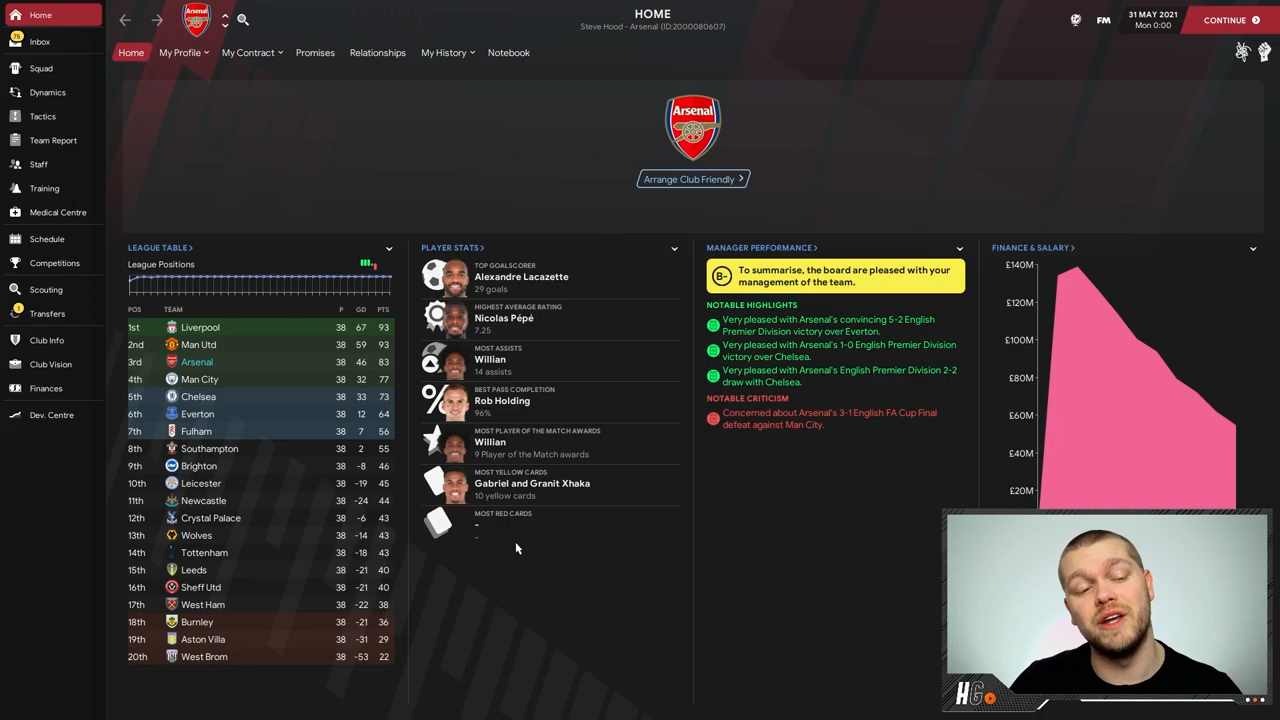 Home
HOME
Steve Hood - Arsenal (ID:2000080607)
FM
31 MAY 2021
Mon 0:00
CONTINUE
75
Inbox
Squad
Dynamics
Tactics
Team Report
Staff
Training
Medical Centre
Schedule
Competitions
Scouting
1
Transfers
Club Info
Club Vision
Finances
Dev. Centre
Home
My Profile
My Contract
Promises
Relationships
My History
Notebook
Arsenal
Arsenal
Arrange Club Friendly
LEAGUE TABLE
League Positions
POS TEAM P GD PTS
1st Liverpool 38 67 93
2nd Man Utd 38 59 93
3rd Arsenal 38 46 83
4th Man City 38 32 77
5th Chelsea 38 33 73
6th Everton 38 12 64
7th Fulham 38 7 56
8th Southampton 38 2 55
9th Brighton 38 -8 46
10th Leicester 38 -19 45
11th Newcastle 38 -24 44
12th Crystal Palace 38 -6 43
13th Wolves 38 -14 43
14th Tottenham 38 -18 43
15th Leeds 38 -21 40
16th Sheff Utd 38 -21 40
17th West Ham 38 -22 38
18th Burnley 38 -21 36
19th Aston Villa 38 -31 29
20th West Brom 38 -53 22
PLAYER STATS
TOP GOALSCORER
Alexandre Lacazette
29 goals
HIGHEST AVERAGE RATING
Nicolas Pépé
7.25
MOST ASSISTS
Willian
14 assists
BEST PASS COMPLETION
Rob Holding
96%
MOST PLAYER OF THE MATCH AWARDS
Willian
9 Player of the Match awards
MOST YELLOW CARDS
Gabriel and Granit Xhaka
10 yellow cards
MOST RED CARDS
-
-
MANAGER PERFORMANCE
B-
To summarise, the board are pleased with your
management of the team.
NOTABLE HIGHLIGHTS
Very pleased with Arsenal's convincing 5-2 English
Premier Division victory over Everton.
Very pleased with Arsenal's 1-0 English Premier Division
victory over Chelsea.
Very pleased with Arsenal's English Premier Division 2-2
draw with Chelsea.
NOTABLE CRITICISM
Concerned about Arsenal's 3-1 English FA Cup Final
defeat against Man City.
FINANCE & SALARY
£140M
£120M
£100M
£80M
£60M
£40M
£20M
HG